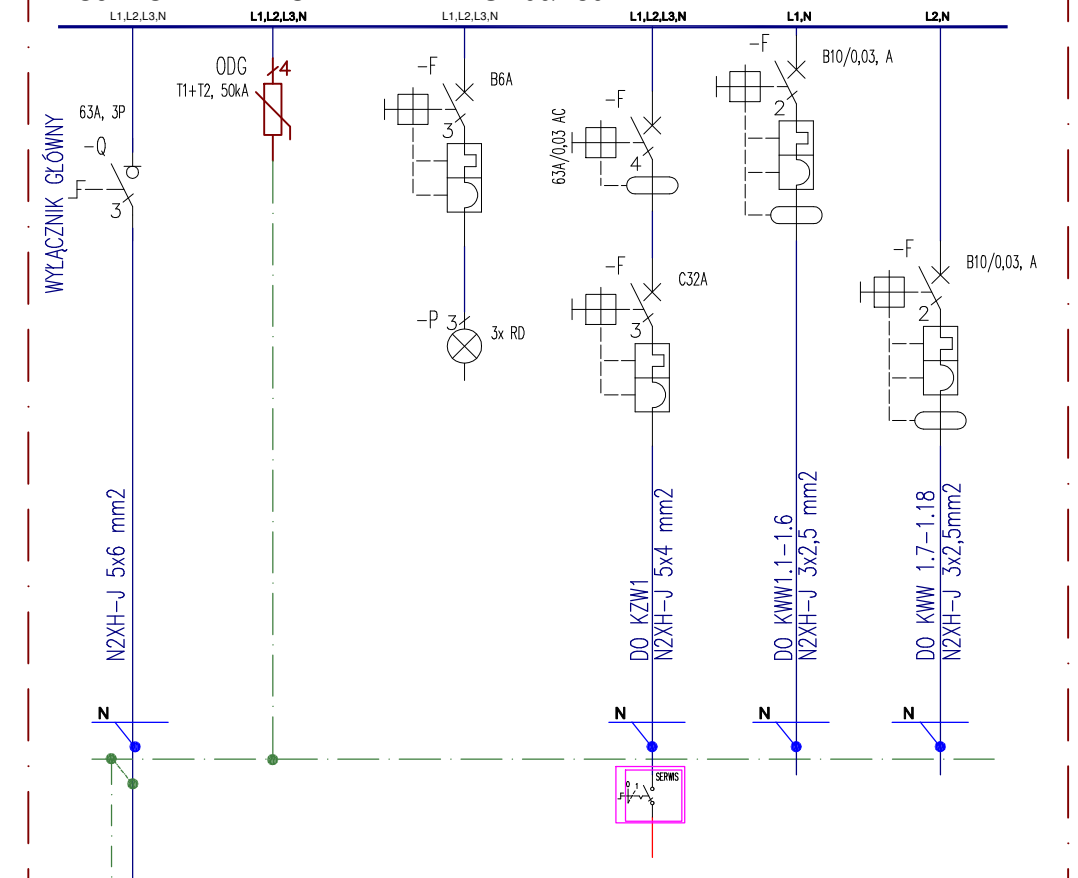 L1,L2,L3,N
L1,L2,L3,N
L1,L2,L3,N
L1,L2,L3,N
L1,N
L2,N
WYŁĄCZNIK GŁÓWNY
63A, 3P
-Q
3
N2XH-J 5x6 mm2
N
ODG
4
T1+T2, 50kA
-F
B6A
3
-P
3
3x RD
-F
63A/0,03 AC
4
-F
C32A
3
DO KZW1
N2XH-J 5x4 mm2
N
SERWIS
0
1
-F
B10/0,03, A
2
DO KWW1.1-1.6
N2XH-J 3x2,5 mm2
N
-F
B10/0,03, A
2
DO KWW 1.7-1.18
N2XH-J 3x2,5mm2
N